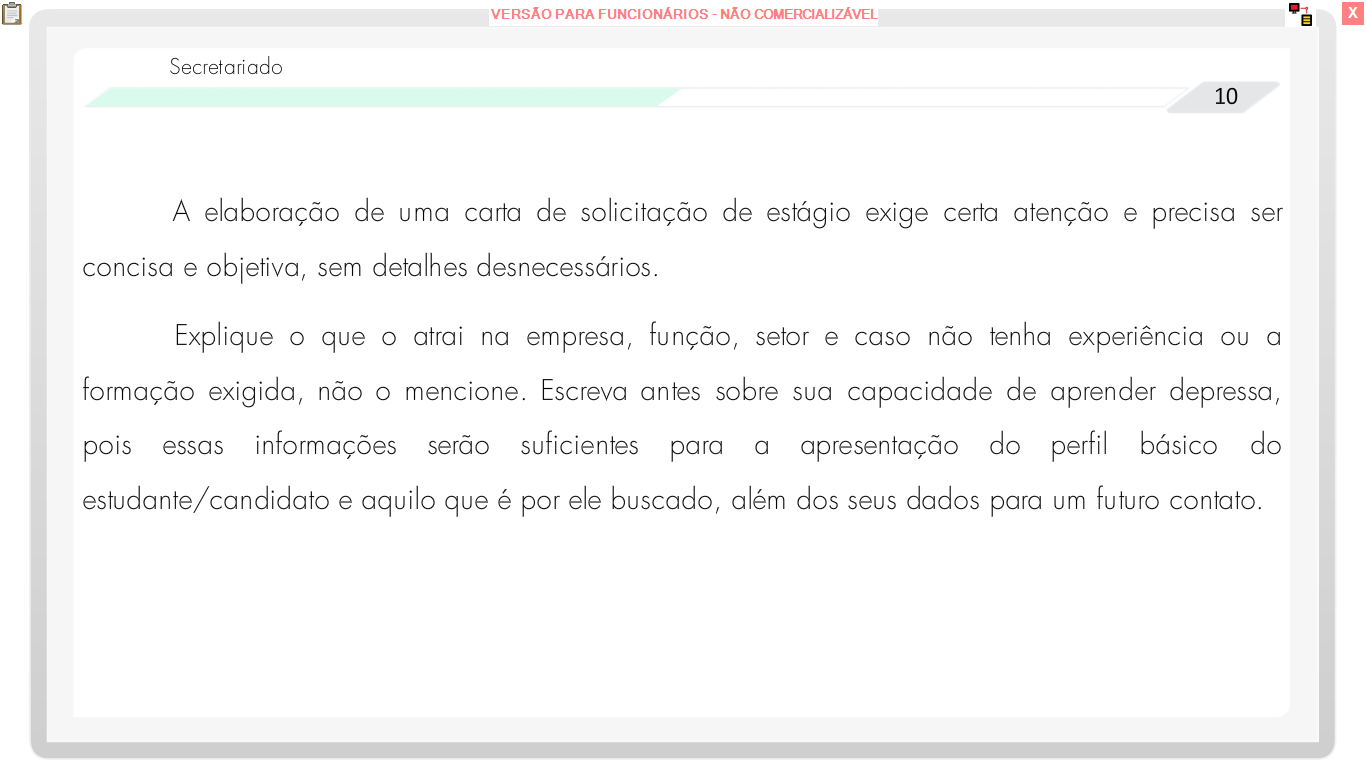 VERSÃO PARA FUNCIONÁRIOS - NÃO COMERCIALIZÁVEL
X
Secretariado
10
A elaboração de uma carta de solicitação de estágio exige certa atenção e precisa ser
concisa e objetiva, sem detalhes desnecessários.
Explique o que o atrai na empresa, função, setor e caso não tenha experiência ou a
formação exigida, não o mencione. Escreva antes sobre sua capacidade de aprender depressa,
pois essas informações serão suficientes para a apresentação do perfil básico do
estudante/candidato e aquilo que é por ele buscado, além dos seus dados para um futuro contato.